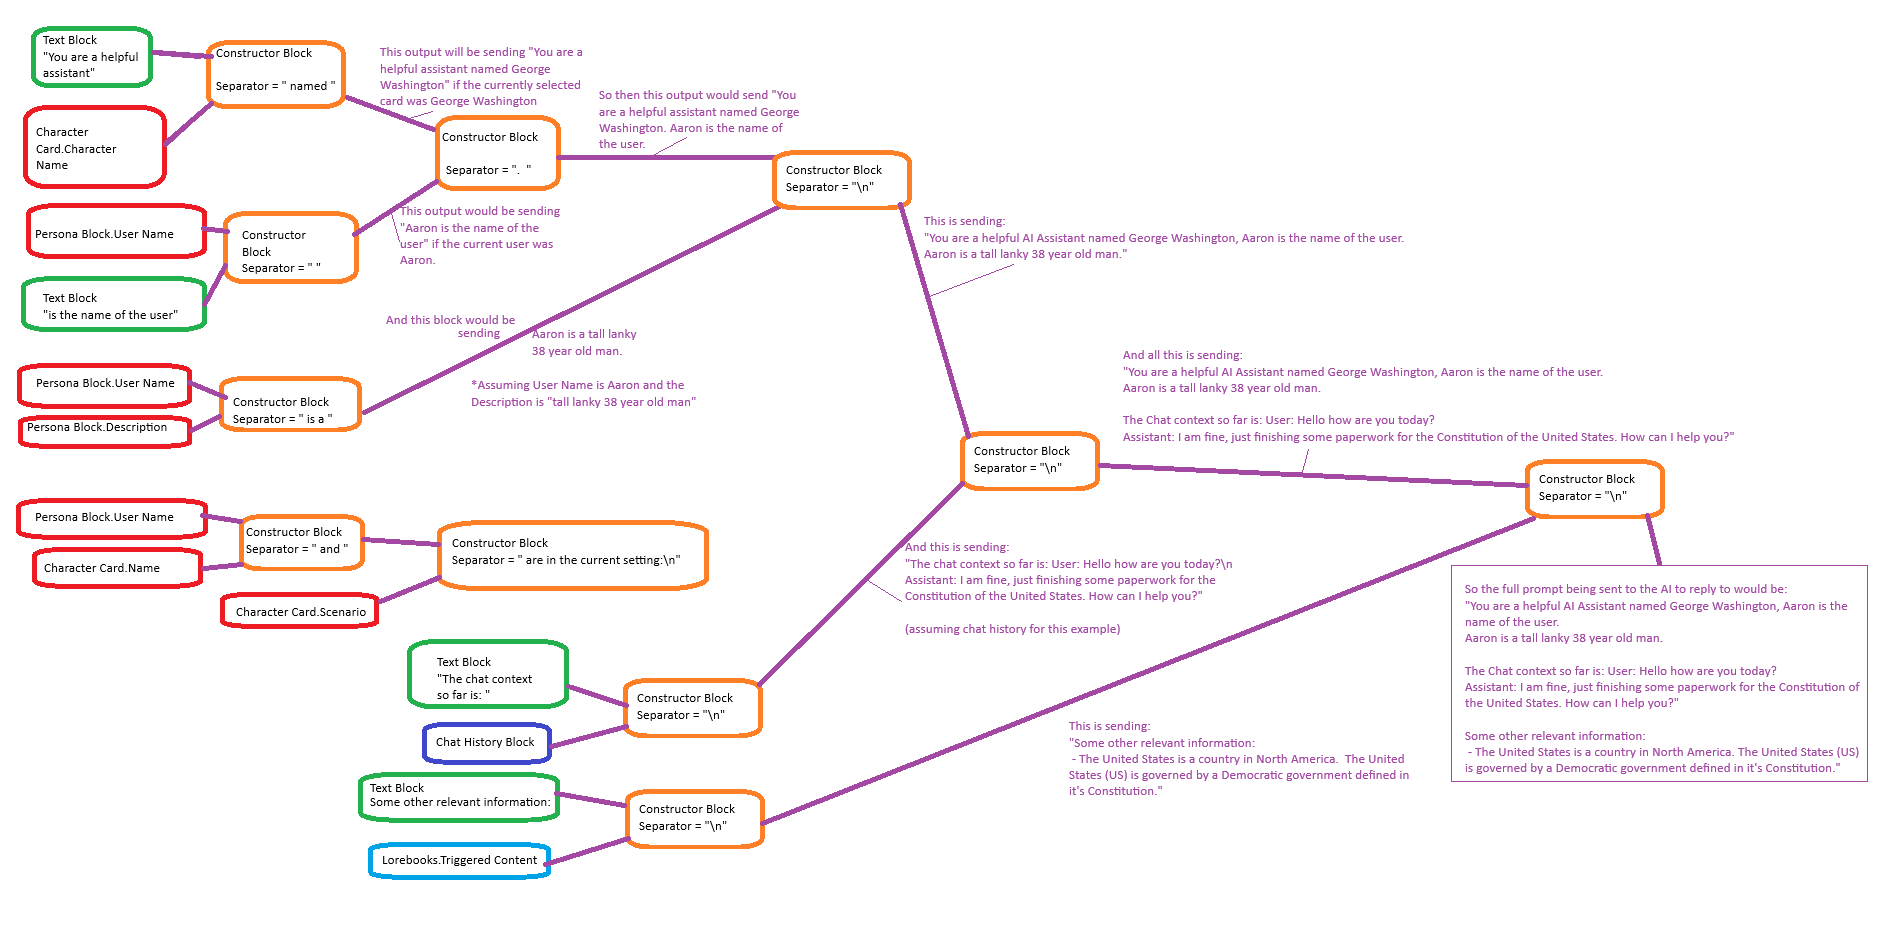 Text Block
"You are a helpful
assistant"
Constructor Block
Separator = " named "
Character
Card.Character
Name
This output will be sending "You are a
helpful assistant named George
Washington" if the currently selected
card was George Washington
Constructor Block
Separator = ".  "
So then this output would send "You
are a helpful assistant named George
Washington. Aaron is the name of
the user.
Constructor Block
Separator = "\n"
Persona Block.User Name
Constructor
Block
Separator = " "
Text Block
"is the name of the user"
This output would be sending
"Aaron is the name of the
user" if the current user was
Aaron.
This is sending:
"You are a helpful AI Assistant named George Washington, Aaron is the name of the user.
Aaron is a tall lanky 38 year old man."
And this block would be
sending
Aaron is a tall lanky
38 year old man.
*Assuming User Name is Aaron and the
Description is "tall lanky 38 year old man"
Persona Block.User Name
Persona Block.Description
Constructor Block
Separator = " is a "
And all this is sending:
"You are a helpful AI Assistant named George Washington, Aaron is the name of the user.
Aaron is a tall lanky 38 year old man.
The Chat context so far is: User: Hello how are you today?
Assistant: I am fine, just finishing some paperwork for the Constitution of the United States. How can I help you?"
Constructor Block
Separator = "\n"
Constructor Block
Separator = "\n"
Persona Block.User Name
Character Card.Name
Constructor Block
Separator = " and "
Constructor Block
Separator = " are in the current setting:\n"
Character Card.Scenario
And this is sending:
"The chat context so far is: User: Hello how are you today?\n
Assistant: I am fine, just finishing some paperwork for the
Constitution of the United States. How can I help you?"
(assuming chat history for this example)
Text Block
"The chat context
so far is: "
Chat History Block
Constructor Block
Separator = "\n"
Text Block
Some other relevant information:
Lorebooks.Triggered Content
Constructor Block
Separator = "\n"
This is sending:
"Some other relevant information:
- The United States is a country in North America.  The United
States (US) is governed by a Democratic government defined in
it's Constitution."
So the full prompt being sent to the AI to reply to would be:
"You are a helpful AI Assistant named George Washington, Aaron is the
name of the user.
Aaron is a tall lanky 38 year old man.
The Chat context so far is: User: Hello how are you today?
Assistant: I am fine, just finishing some paperwork for the Constitution of
the United States. How can I help you?"
Some other relevant information:
- The United States is a country in North America. The United States (US)
is governed by a Democratic government defined in it's Constitution."